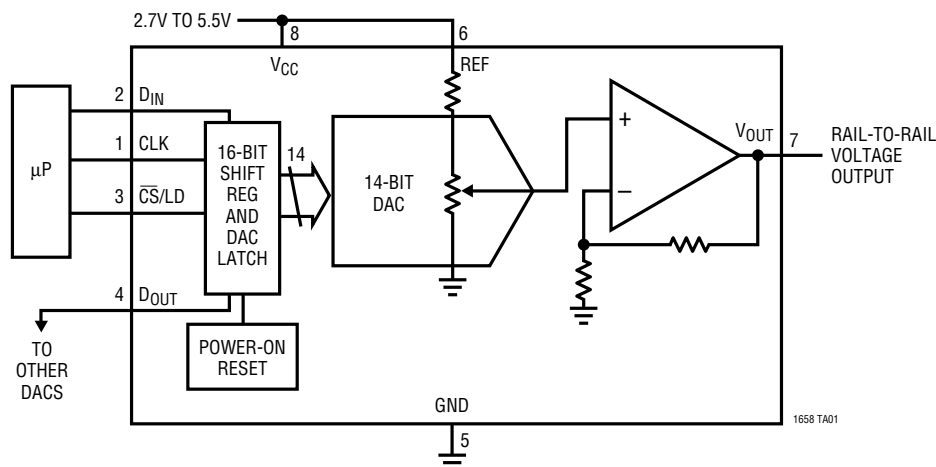 2.7V TO 5.5V
8
6
VCC
REF
2 DIN
1 CLK
3 CS/LD
4 DOUT
µP
16-BIT
SHIFT
REG
AND
DAC
LATCH
14
14-BIT
DAC
+
–
VOUT
7
RAIL-TO-RAIL
VOLTAGE
OUTPUT
TO
OTHER
DACS
POWER-ON
RESET
GND
5
1658 TA01